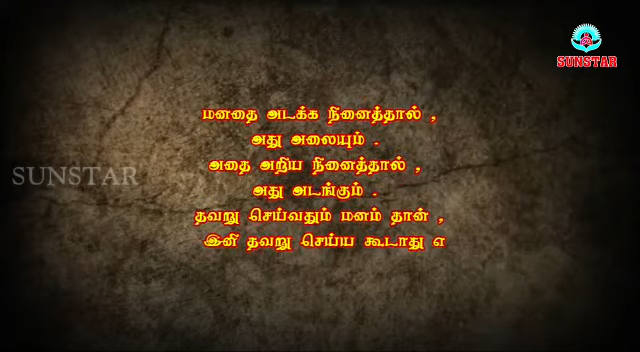 SUNSTAR
மனதை அடக்க நினைத்தால் ,
அது அலையும் .
அதை அறிய நினைத்தால் ,
SUNSTAR
அது அடங்கும் .
தவறு செய்வதும் மனம் தான் ,
இனி தவறு செய்ய கூடாது எ